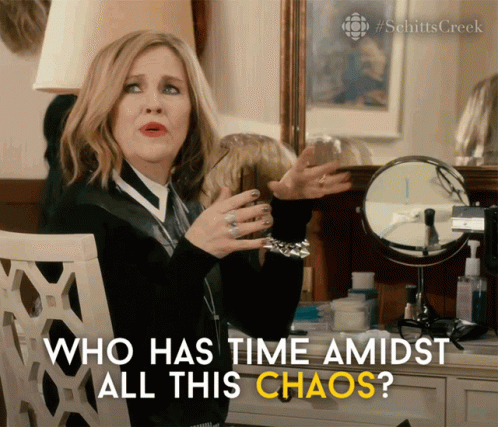 #SchittsCreek
WHO HAS TIME AMIDST
ALL THIS CHAOS?